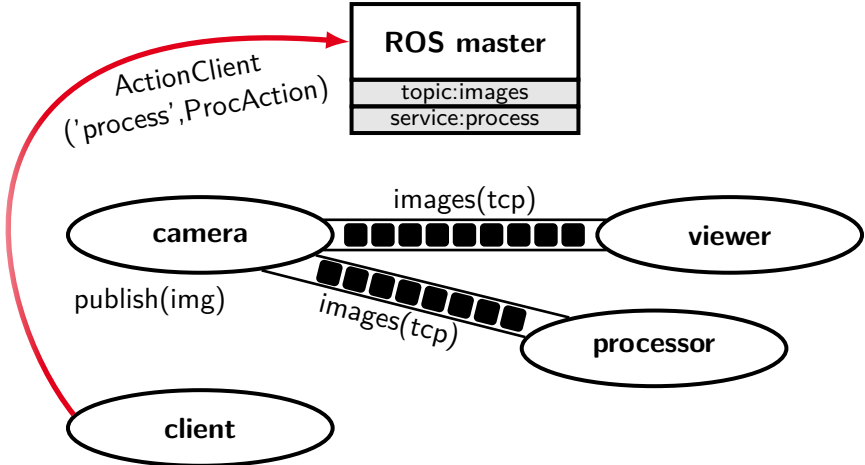 ROS master
topic:images
service:process
ActionClient
('process',ProcAction)
images(tcp)
camera
viewer
publish(img)
images(tcp)
processor
client